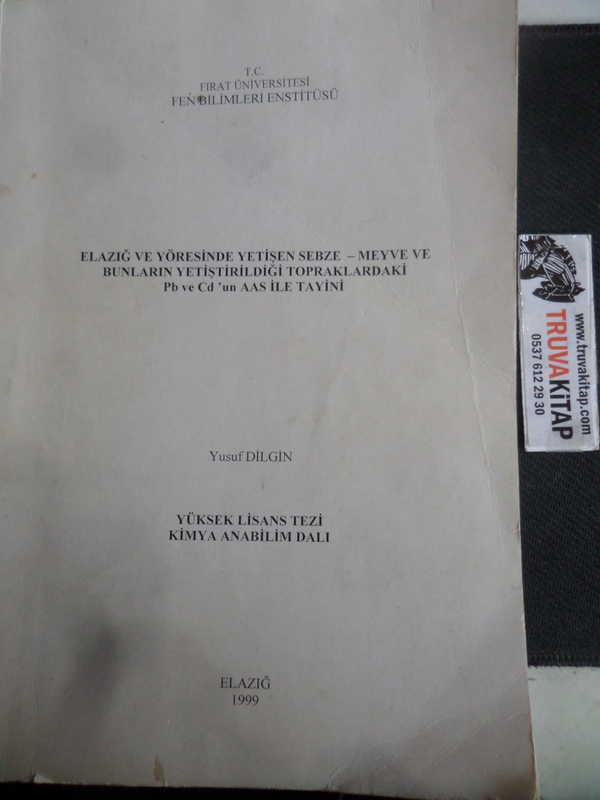 T.C.
FIRAT ÜNİVERSİTESİ
FEN BİLİMLERİ ENSTİTÜSÜ
ELAZIĞ VE YÖRESİNDE YETİŞEN SEBZE – MEYVE VE
BUNLARIN YETİŞTİRİLDİĞİ TOPRAKLARDAKİ
Pb ve Cd 'un AAS İLE TAYİNİ
Yusuf DİLGİN
YÜKSEK LİSANS TEZİ
KİMYA ANABİLİM DALI
ELAZIĞ
1999
www.truvakitap.com
TRUVAKİTAP
0537 612 29 30